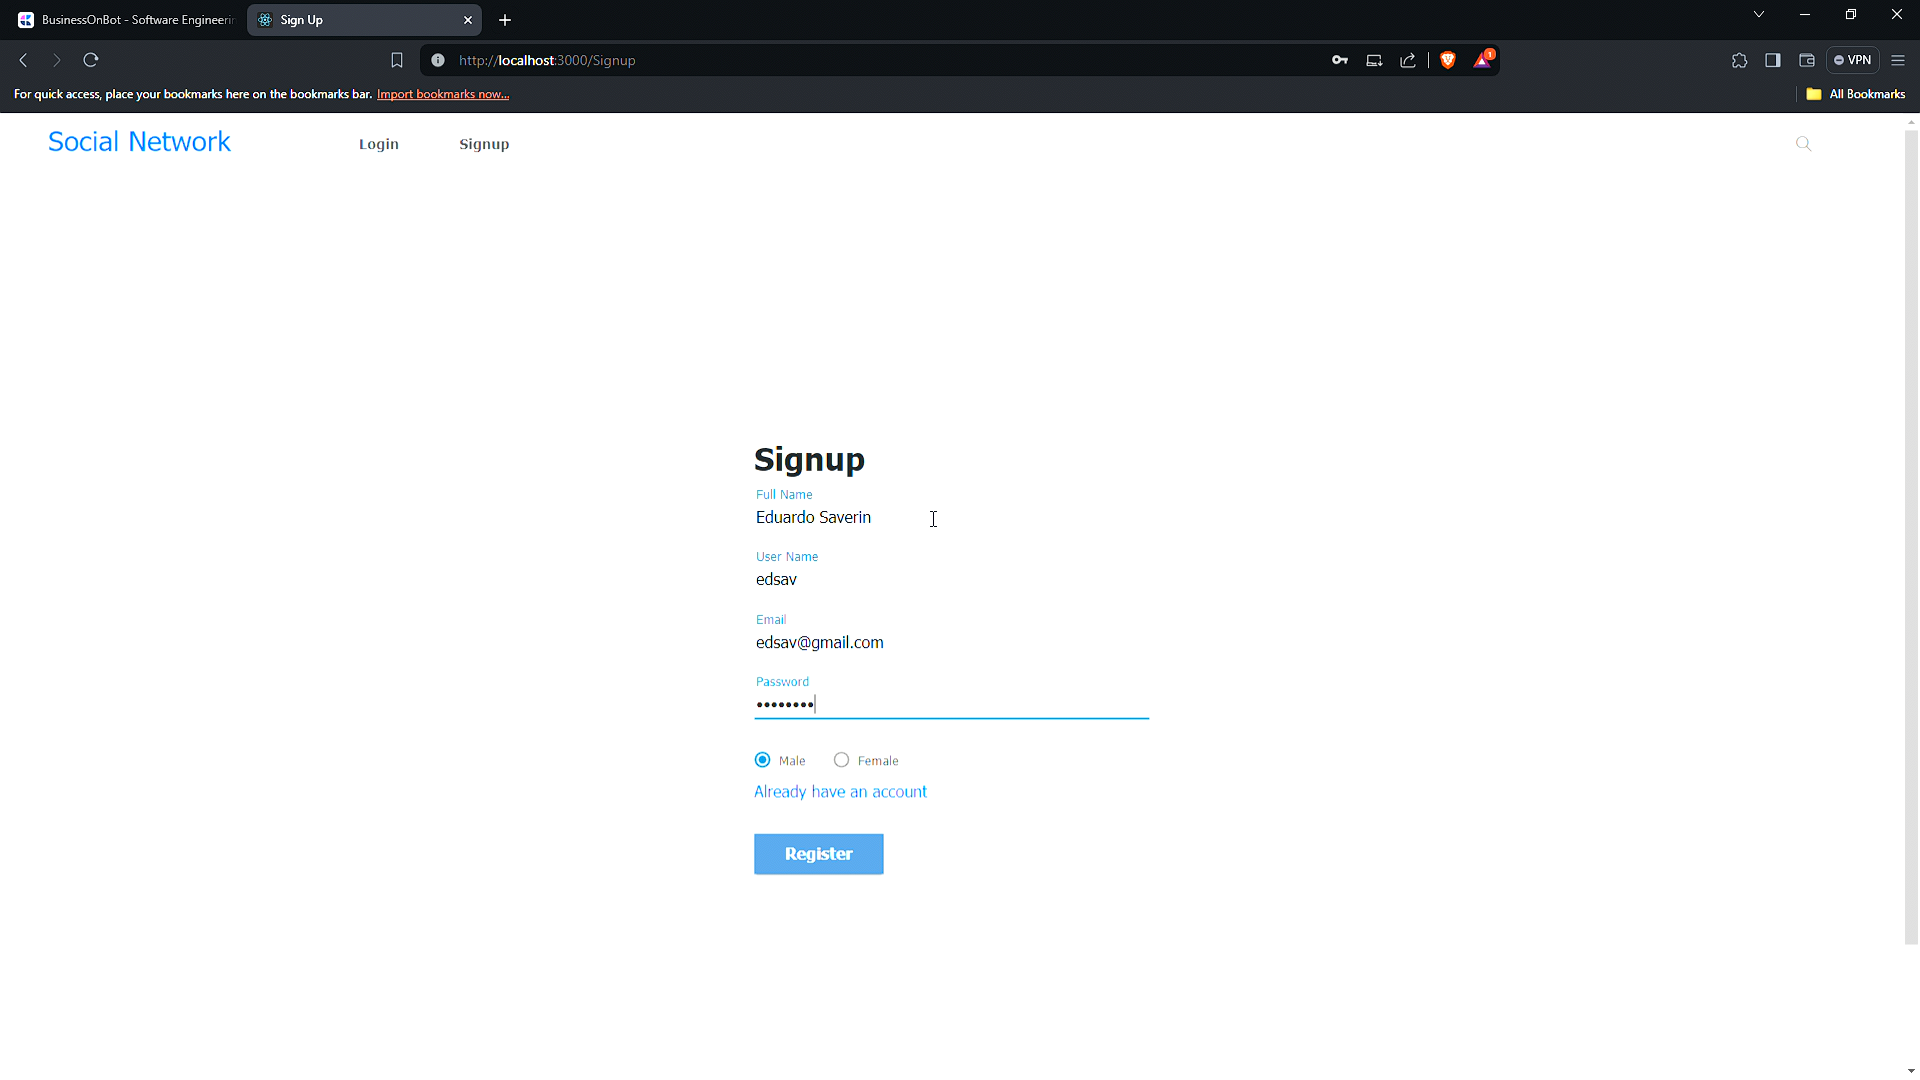 BusinessOnBot - Software Engineerin
Sign Up
http://localhost:3000/Signup
1
VPN
For quick access, place your bookmarks here on the bookmarks bar. Import bookmarks now...
All Bookmarks
Social Network
Login
Signup
Signup
Full Name
Eduardo Saverin
User Name
edsav
Email
edsav@gmail.com
Password
••••••••
Male
Female
Already have an account
Register